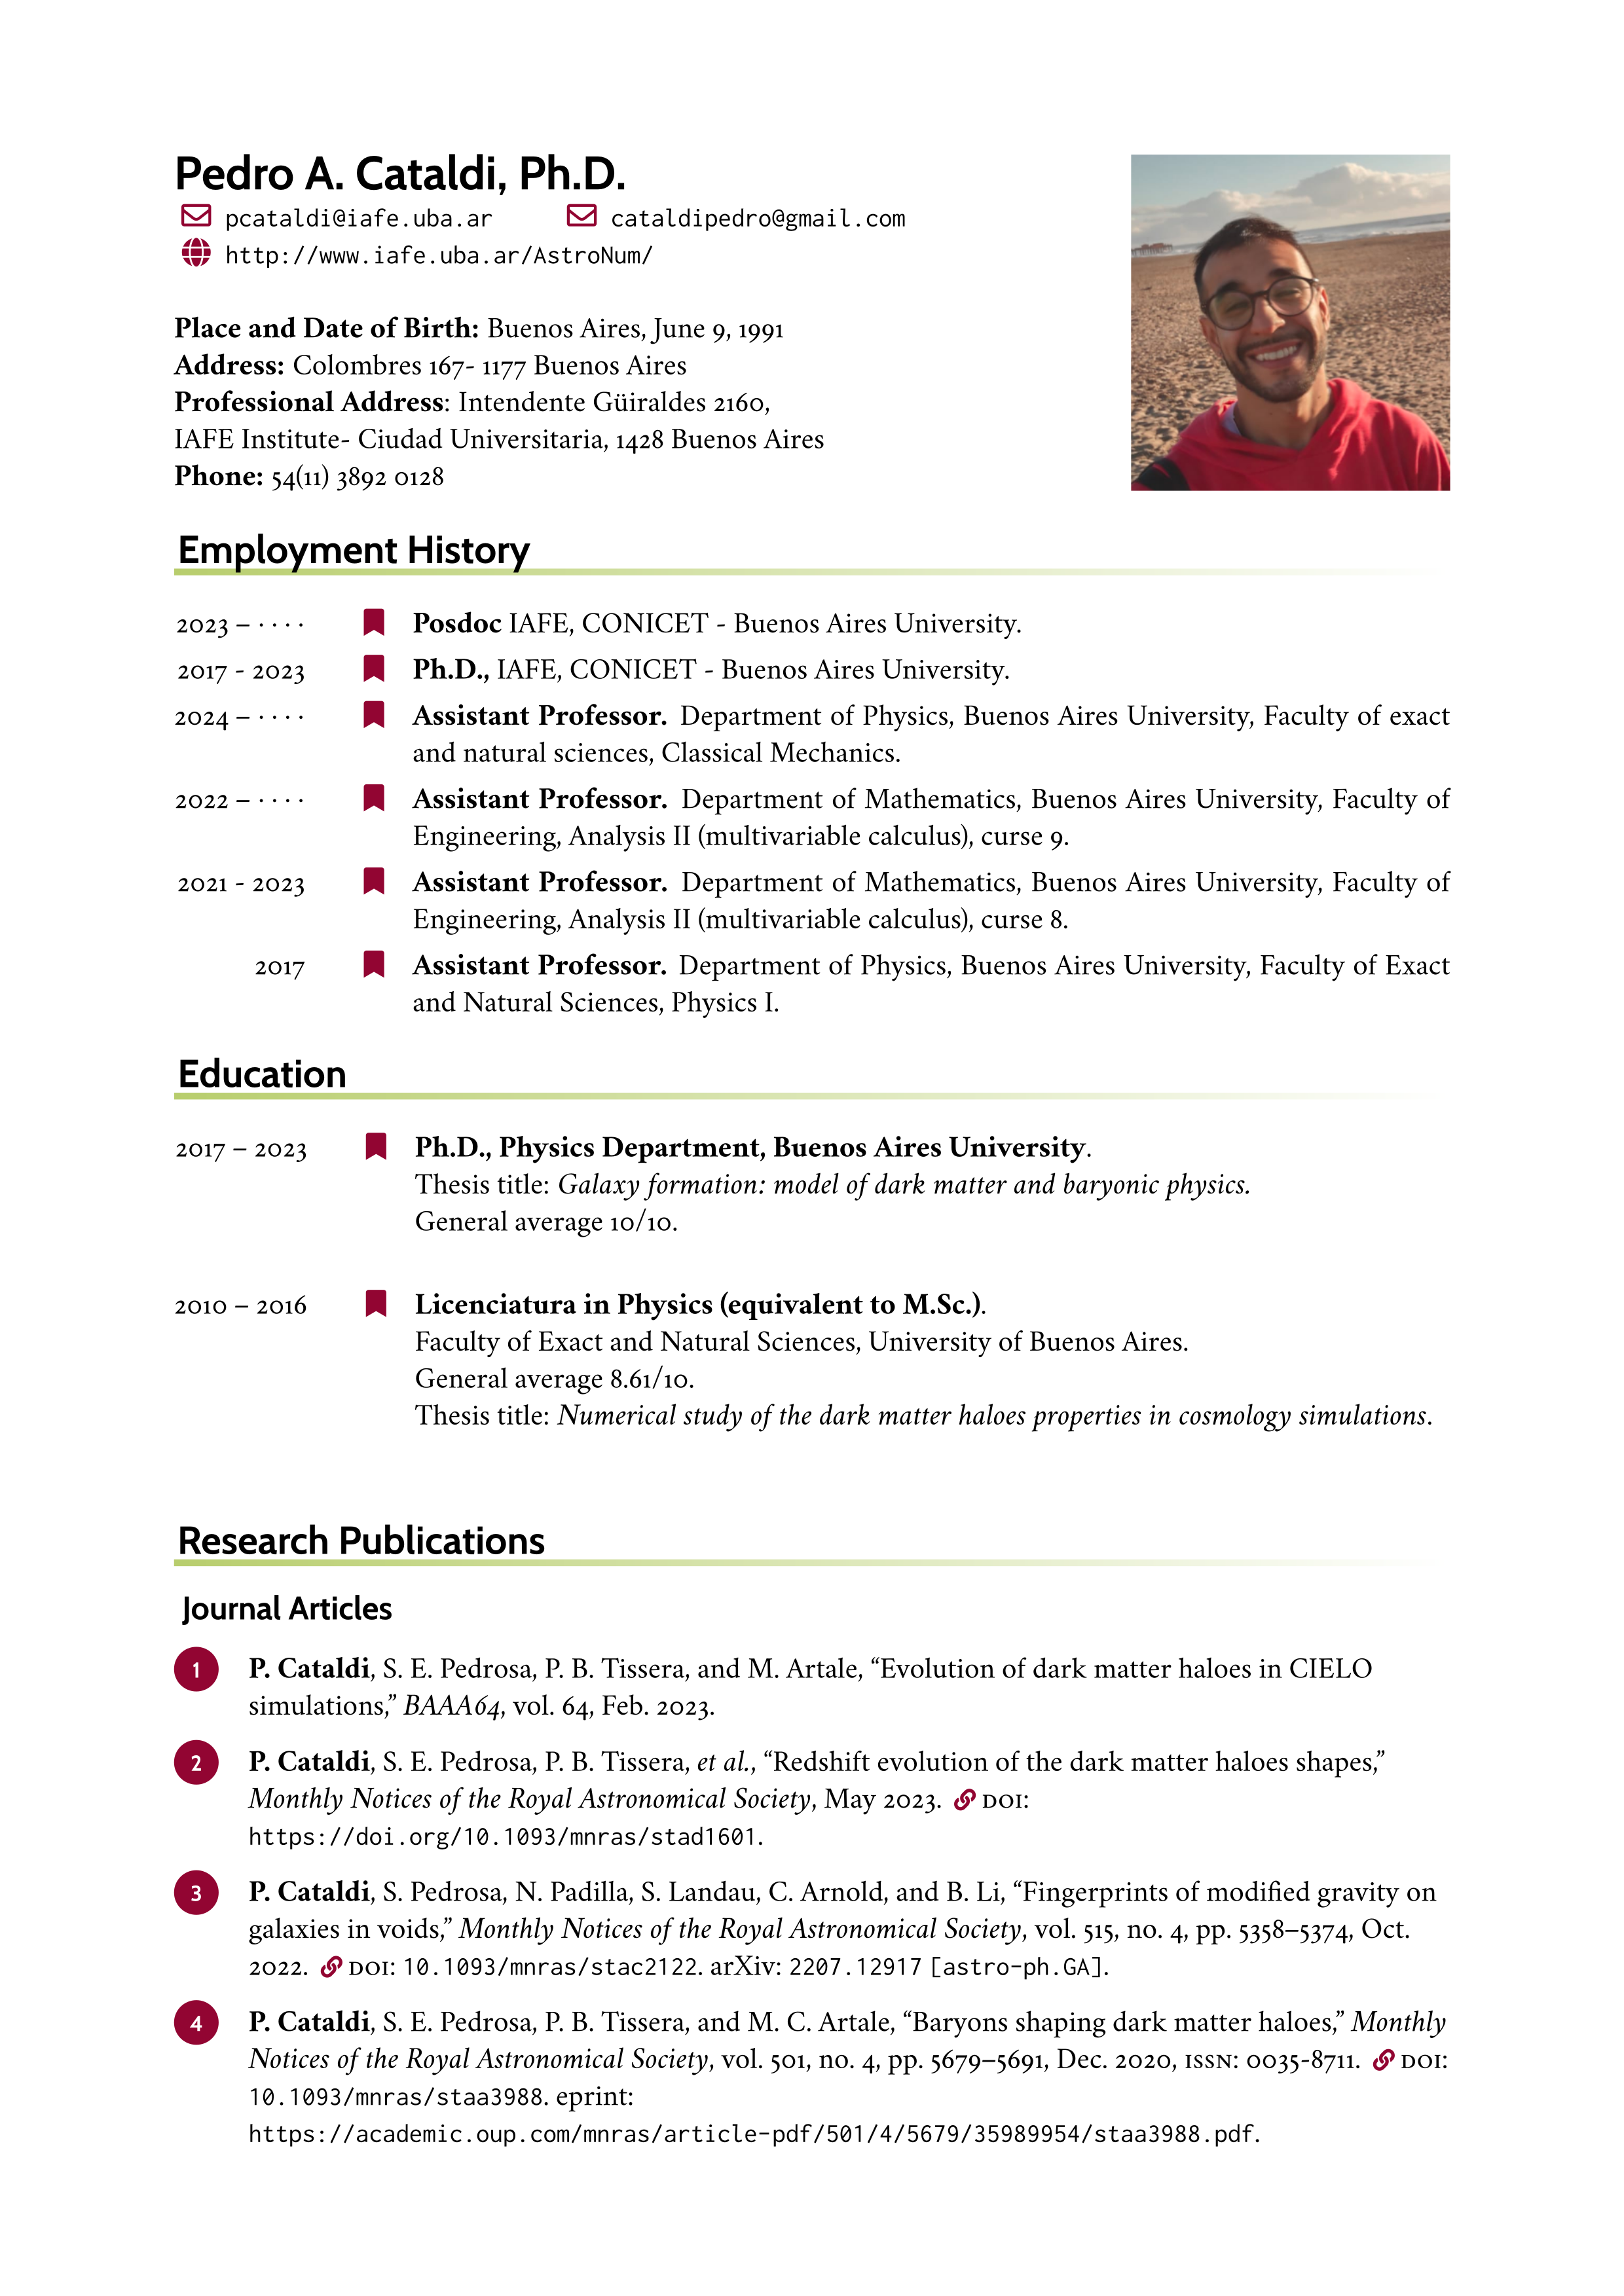 Pedro A. Cataldi, Ph.D.
pcataldi@iafe.uba.ar cataldipedro@gmail.com
http://www.iafe.uba.ar/AstroNum/
Place and Date of Birth: Buenos Aires, June 9, 1991
Address: Colombres 167- 1177 Buenos Aires
Professional Address: Intendente Güiraldes 2160,
IAFE Institute- Ciudad Universitaria, 1428 Buenos Aires
Phone: 54(11) 3892 0128
Employment History
2023 – · · · · Posdoc IAFE, CONICET - Buenos Aires University.
2017 - 2023 Ph.D., IAFE, CONICET - Buenos Aires University.
2024 – · · · · Assistant Professor. Department of Physics, Buenos Aires University, Faculty of exact
and natural sciences, Classical Mechanics.
2022 – · · · · Assistant Professor. Department of Mathematics, Buenos Aires University, Faculty of
Engineering, Analysis II (multivariable calculus), curse 9.
2021 - 2023 Assistant Professor. Department of Mathematics, Buenos Aires University, Faculty of
Engineering, Analysis II (multivariable calculus), curse 8.
2017 Assistant Professor. Department of Physics, Buenos Aires University, Faculty of Exact
and Natural Sciences, Physics I.
Education
2017 – 2023 Ph.D., Physics Department, Buenos Aires University.
Thesis title: Galaxy formation: model of dark matter and baryonic physics.
General average 10/10.
2010 – 2016 Licenciatura in Physics (equivalent to M.Sc.).
Faculty of Exact and Natural Sciences, University of Buenos Aires.
General average 8.61/10.
Thesis title: Numerical study of the dark matter haloes properties in cosmology simulations.
Research Publications
Journal Articles
1 P. Cataldi, S. E. Pedrosa, P. B. Tissera, and M. Artale, “Evolution of dark matter haloes in CIELO
simulations,” BAAA64, vol. 64, Feb. 2023.
2 P. Cataldi, S. E. Pedrosa, P. B. Tissera, et al., “Redshift evolution of the dark matter haloes shapes,”
Monthly Notices of the Royal Astronomical Society, May 2023. DOI:
https://doi.org/10.1093/mnras/stad1601.
3 P. Cataldi, S. Pedrosa, N. Padilla, S. Landau, C. Arnold, and B. Li, “Fingerprints of modified gravity on
galaxies in voids,” Monthly Notices of the Royal Astronomical Society, vol. 515, no. 4, pp. 5358–5374, Oct.
2022. DOI: 10.1093/mnras/stac2122. arXiv: 2207.12917 [astro-ph.GA].
4 P. Cataldi, S. E. Pedrosa, P. B. Tissera, and M. C. Artale, “Baryons shaping dark matter haloes,” Monthly
Notices of the Royal Astronomical Society, vol. 501, no. 4, pp. 5679–5691, Dec. 2020, ISSN: 0035-8711. DOI:
10.1093/mnras/staa3988. eprint:
https://academic.oup.com/mnras/article-pdf/501/4/5679/35989954/staa3988.pdf.